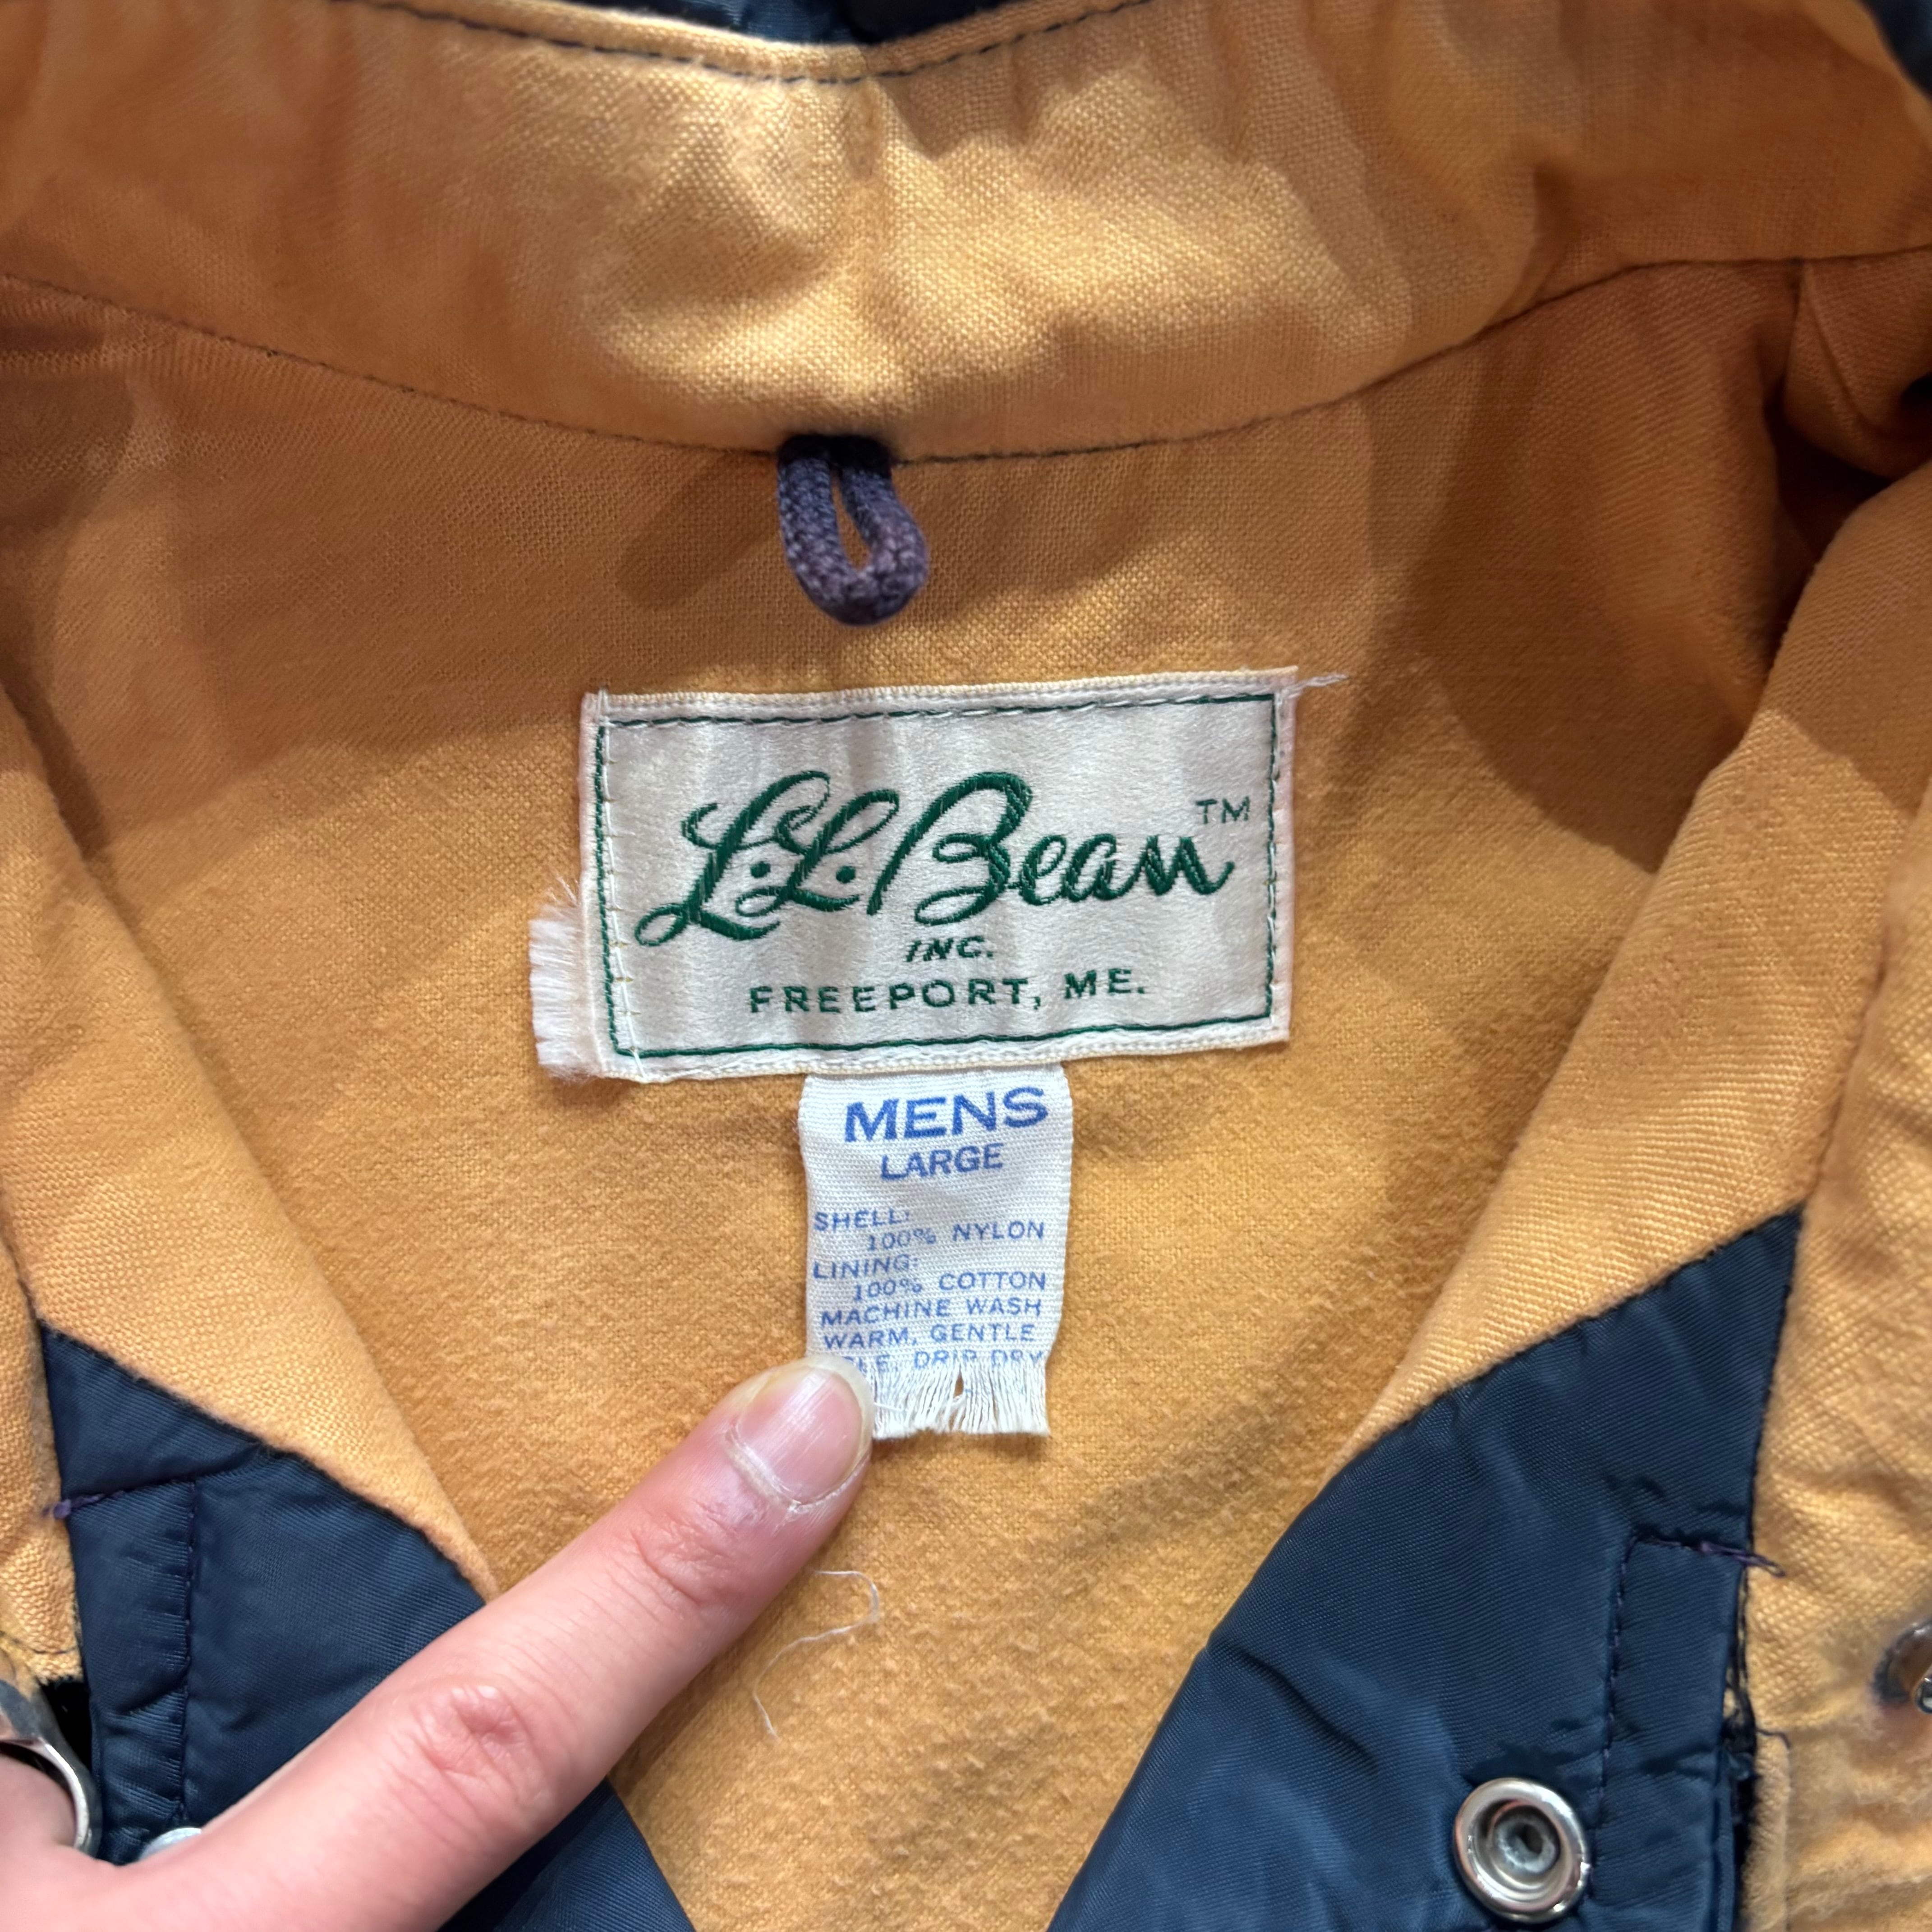 L.L.Bean™
INC.
FREEPORT, ME.
MENS
LARGE
SHELL:
100% NYLON
LINING:
100% COTTON
MACHINE WASH
WARM, GENTLE
DRIP DRY